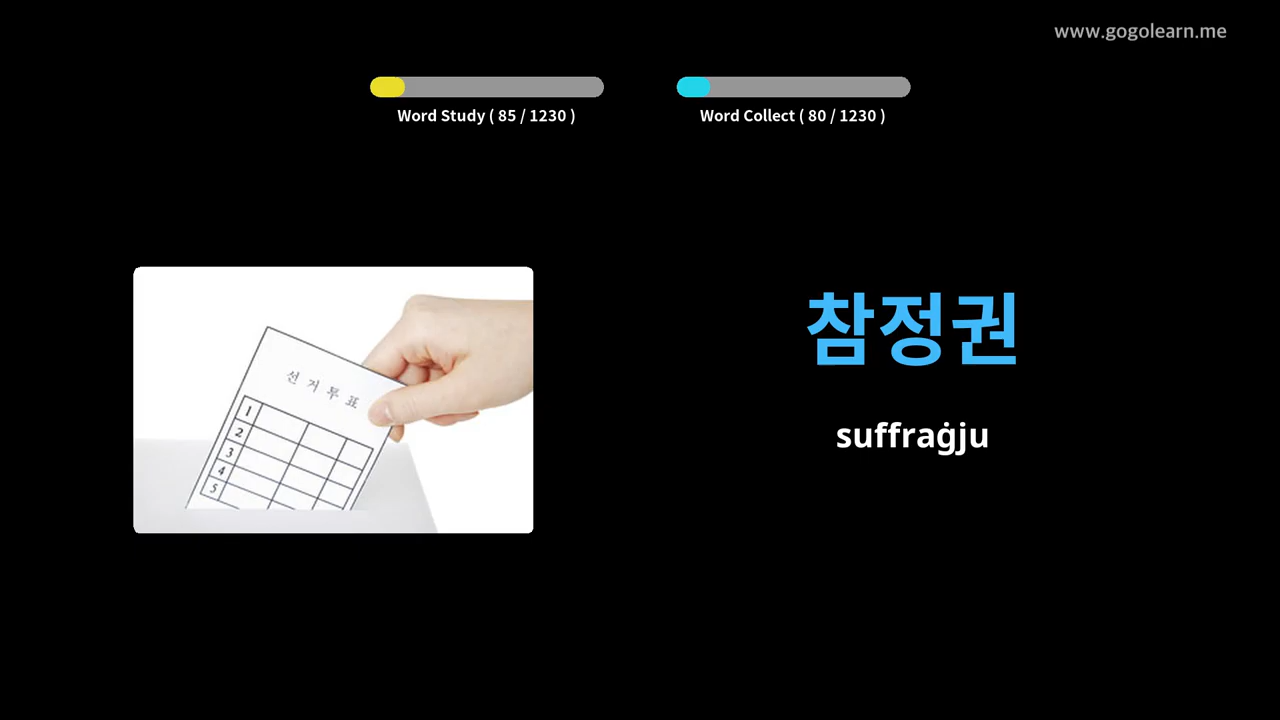 www.gogolearn.me
Word Study ( 85 / 1230 )
Word Collect ( 80 / 1230 )
선거투표
1
2
3
4
5
참정권
suffraġju